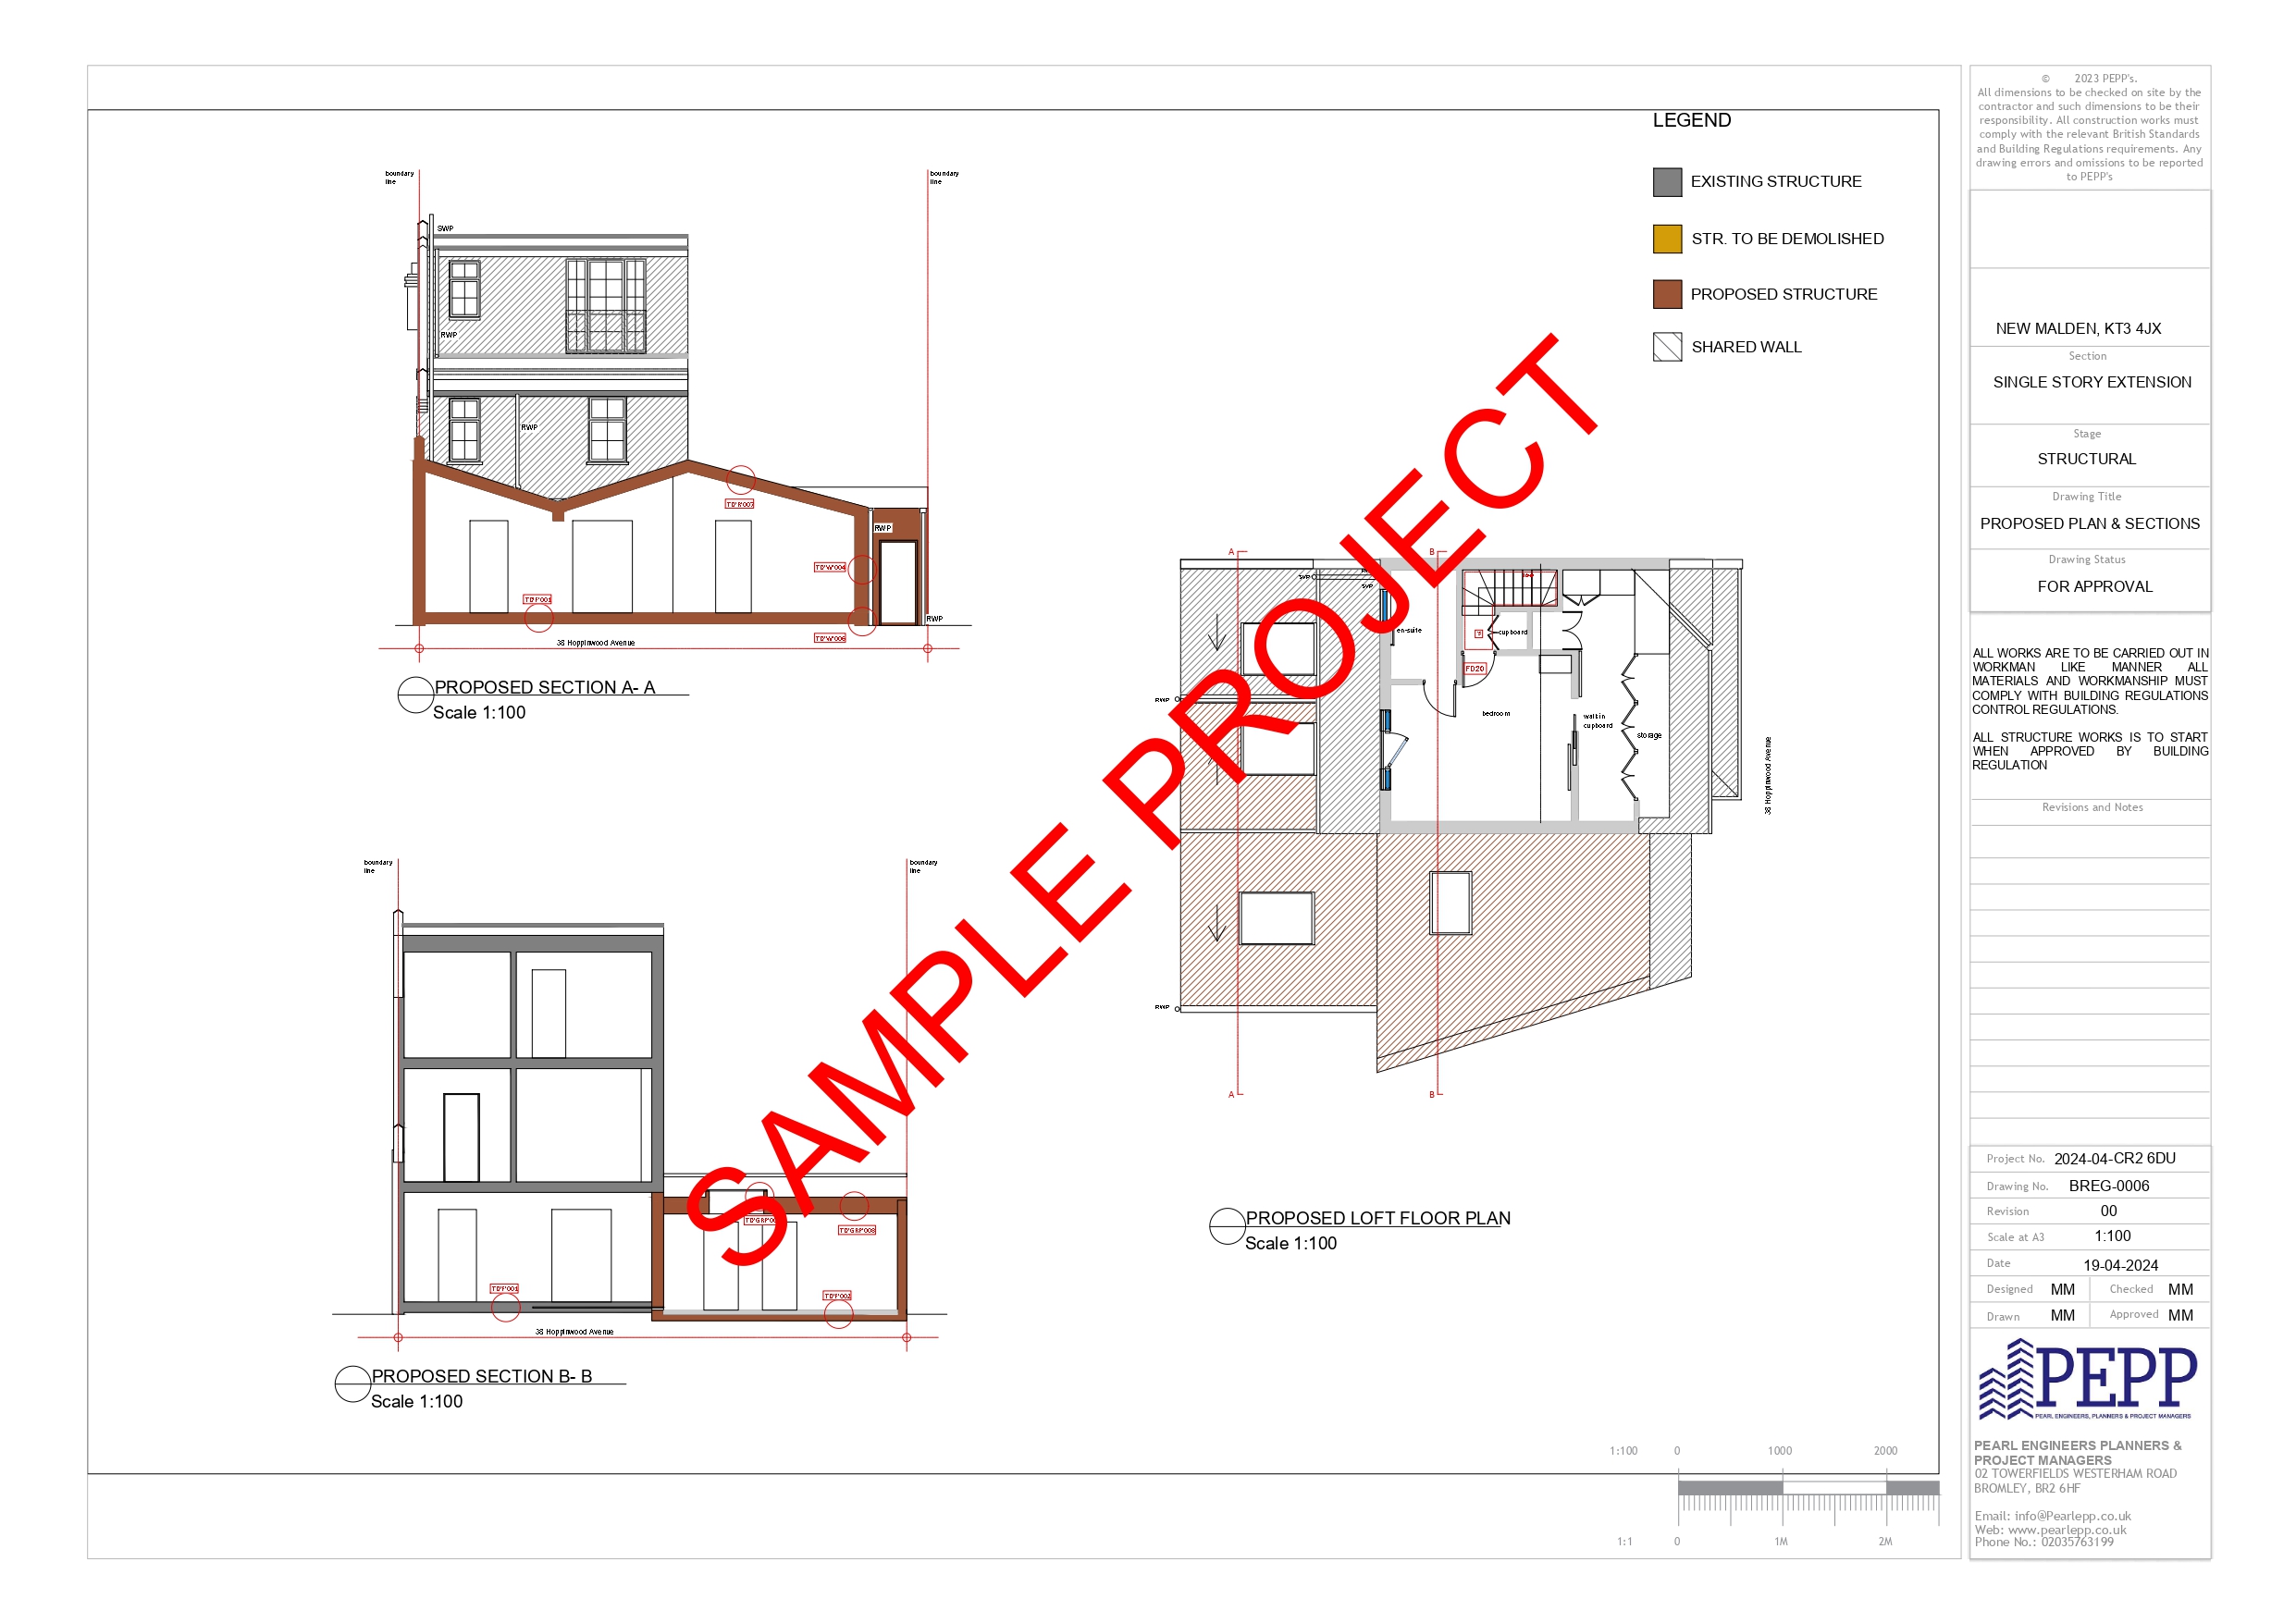 LEGEND
EXISTING STRUCTURE
STR. TO BE DEMOLISHED
PROPOSED STRUCTURE
SHARED WALL
boundary
line
boundary
line
SWP
RWP
RWP
RWP
RWP
TD'F'001
TD'W'004
38 Hoppinwood Avenue
PROPOSED SECTION A- A
Scale 1:100
boundary
line
boundary
line
TD'F'001
38 Hoppinwood Avenue
PROPOSED SECTION B- B
Scale 1:100
A
B
SVP
en-suite
cupboard
FD20
RWP
bedroom
walk in
cupboard
storage
38 Hoppinwood Avenue
RWP
A
B
PROPOSED LOFT FLOOR PLAN
Scale 1:100
SAMPLE PROJECT
1:100 0 1000 2000
1:1 0 1M 2M
© 2023 PEPP's.
All dimensions to be checked on site by the
contractor and such dimensions to be their
responsibility. All construction works must
comply with the relevant British Standards
and Building Regulations requirements. Any
drawing errors and omissions to be reported
to PEPP's
NEW MALDEN, KT3 4JX
Section
SINGLE STORY EXTENSION
Stage
STRUCTURAL
Drawing Title
PROPOSED PLAN & SECTIONS
Drawing Status
FOR APPROVAL
ALL WORKS ARE TO BE CARRIED OUT IN
WORKMAN LIKE MANNER ALL
MATERIALS AND WORKMANSHIP MUST
COMPLY WITH BUILDING REGULATIONS
CONTROL REGULATIONS.
ALL STRUCTURE WORKS IS TO START
WHEN APPROVED BY BUILDING
REGULATION
Revisions and Notes
Project No. 2024-04-CR2 6DU
Drawing No. BREG-0006
Revision 00
Scale at A3 1:100
Date 19-04-2024
Designed MM Checked MM
Drawn MM Approved MM
PEPP
PEARL ENGINEERS, PLANNERS & PROJECT MANAGERS
PEARL ENGINEERS PLANNERS &
PROJECT MANAGERS
02 TOWERFIELDS WESTERHAM ROAD
BROMLEY, BR2 6HF
Email: info@Pearlepp.co.uk
Web: www.pearlepp.co.uk
Phone No.: 02035763199